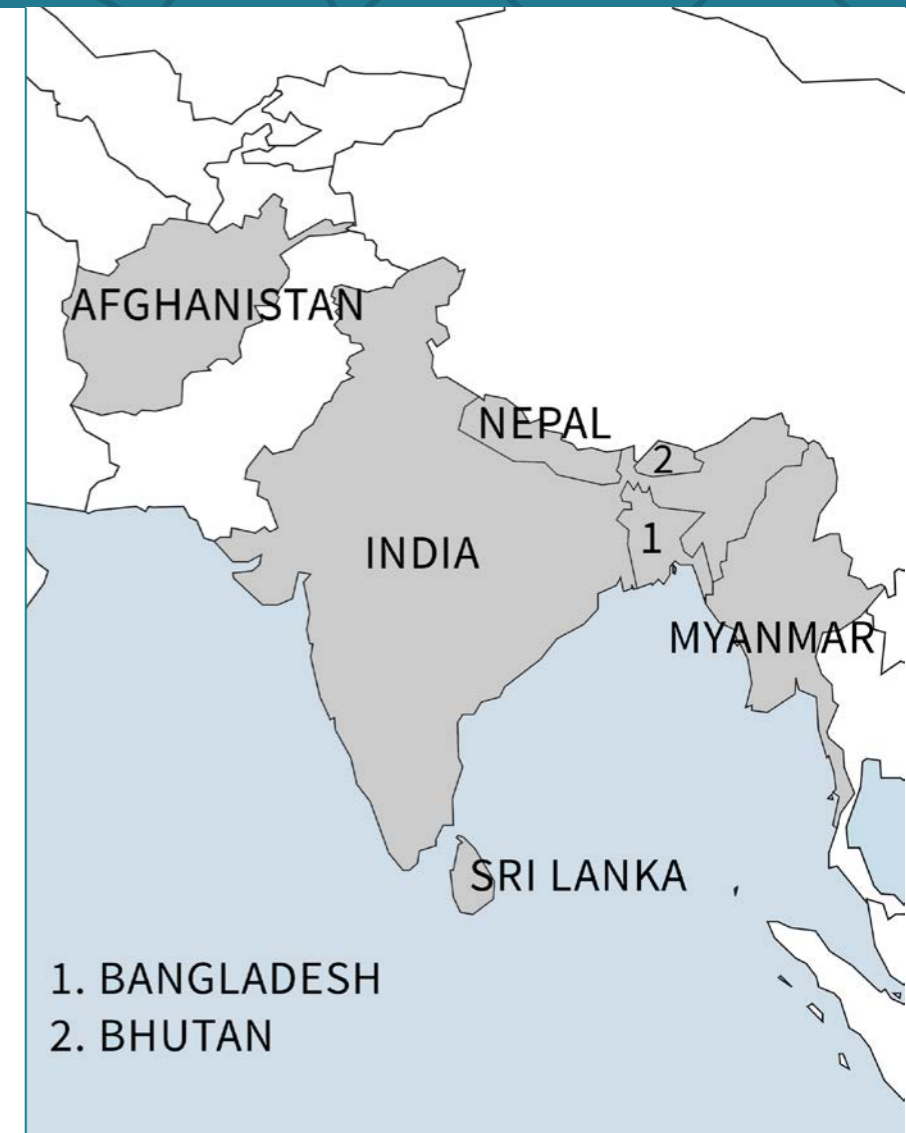 AFGHANISTAN
NEPAL
2
1
INDIA
MYANMAR
SRI LANKA
1. BANGLADESH
2. BHUTAN